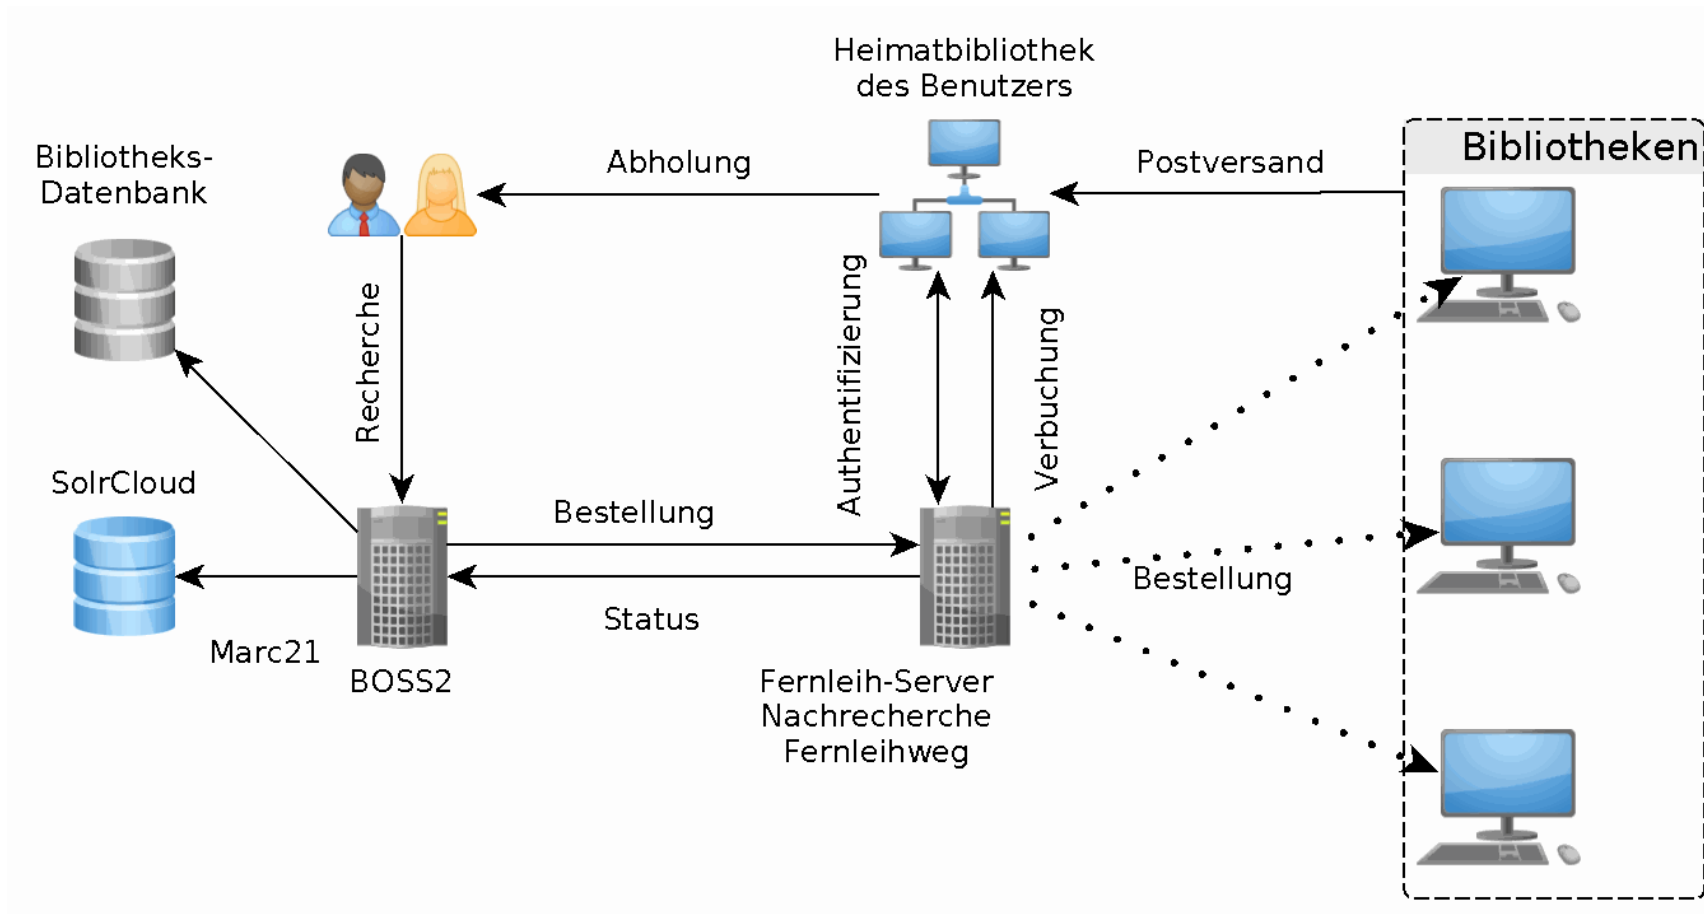 Heimatbibliothek
des Benutzers
Bibliotheken
Bibliotheks-
Datenbank
Abholung
Postversand
Recherche
Authentifizierung
Verbuchung
SolrCloud
Bestellung
Bestellung
Status
Marc21
BOSS2
Fernleih-Server
Nachrecherche
Fernleihweg